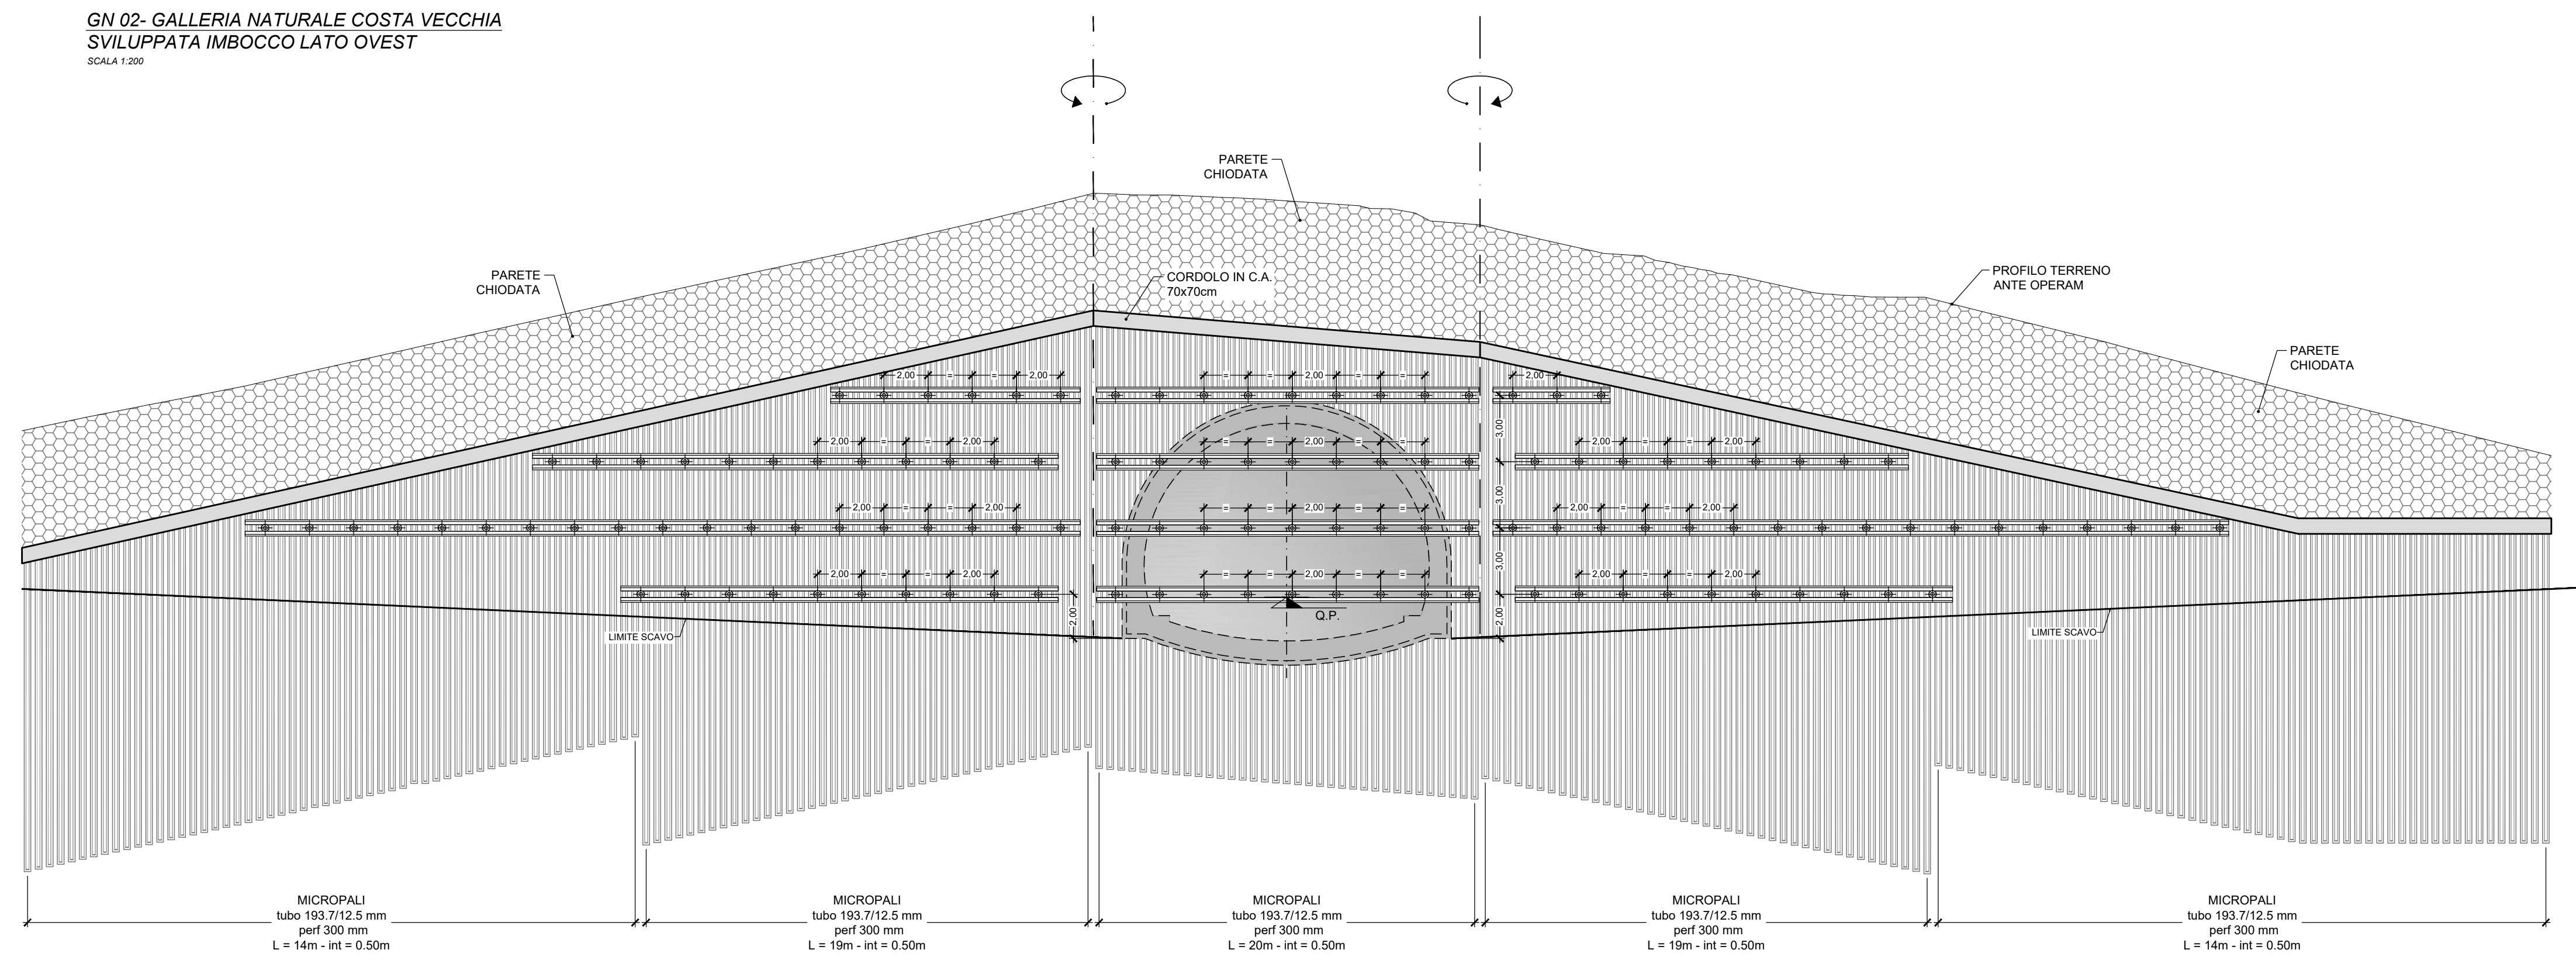 GN 02- GALLERIA NATURALE COSTA VECCHIA
SVILUPPATA IMBOCCO LATO OVEST
SCALA 1:200
PARETE
CHIODATA
PARETE
CHIODATA
CORDOLO IN C.A.
70x70cm
PROFILO TERRENO
ANTE OPERAM
PARETE
CHIODATA
2,00 = = 2,00
= = 2,00 = =
2,00
3,00
2,00 = = 2,00
= = 2,00 = =
2,00 = = 2,00
3,00
2,00 = = 2,00
= = 2,00 = =
2,00 = = 2,00
3,00
2,00 = = 2,00
= = 2,00 = =
2,00 = = 2,00
2,00
2,00
Q.P.
LIMITE SCAVO
LIMITE SCAVO
MICROPALI
tubo 193.7/12.5 mm
perf 300 mm
L = 14m - int = 0.50m
MICROPALI
tubo 193.7/12.5 mm
perf 300 mm
L = 19m - int = 0.50m
MICROPALI
tubo 193.7/12.5 mm
perf 300 mm
L = 20m - int = 0.50m
MICROPALI
tubo 193.7/12.5 mm
perf 300 mm
L = 19m - int = 0.50m
MICROPALI
tubo 193.7/12.5 mm
perf 300 mm
L = 14m - int = 0.50m